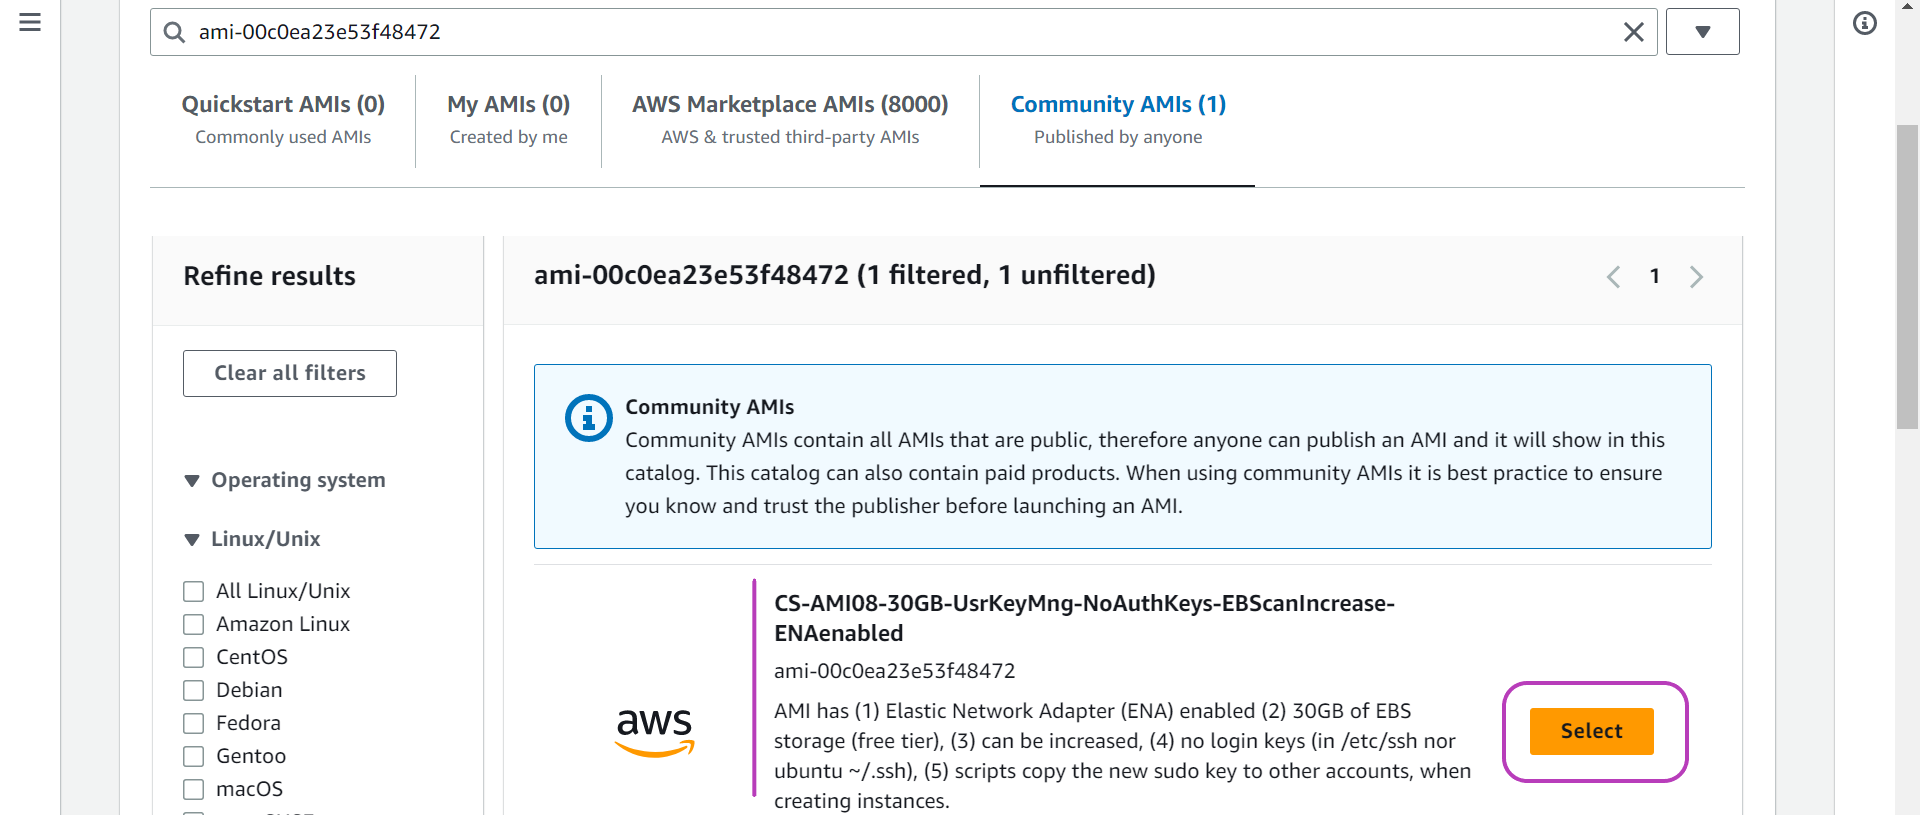 ami-00c0ea23e53f48472
Quickstart AMIs (0)
Commonly used AMIs
My AMIs (0)
Created by me
AWS Marketplace AMIs (8000)
AWS & trusted third-party AMIs
Community AMIs (1)
Published by anyone
Refine results
Clear all filters
Operating system
Linux/Unix
All Linux/Unix
Amazon Linux
CentOS
Debian
Fedora
Gentoo
macOS
ami-00c0ea23e53f48472 (1 filtered, 1 unfiltered)
1
Community AMIs
Community AMIs contain all AMIs that are public, therefore anyone can publish an AMI and it will show in this
catalog. This catalog can also contain paid products. When using community AMIs it is best practice to ensure
you know and trust the publisher before launching an AMI.
aws
CS-AMI08-30GB-UsrKeyMng-NoAuthKeys-EBScanIncrease-
ENAenabled
ami-00c0ea23e53f48472
AMI has (1) Elastic Network Adapter (ENA) enabled (2) 30GB of EBS
storage (free tier), (3) can be increased, (4) no login keys (in /etc/ssh nor
ubuntu ~/.ssh), (5) scripts copy the new sudo key to other accounts, when
creating instances.
Select